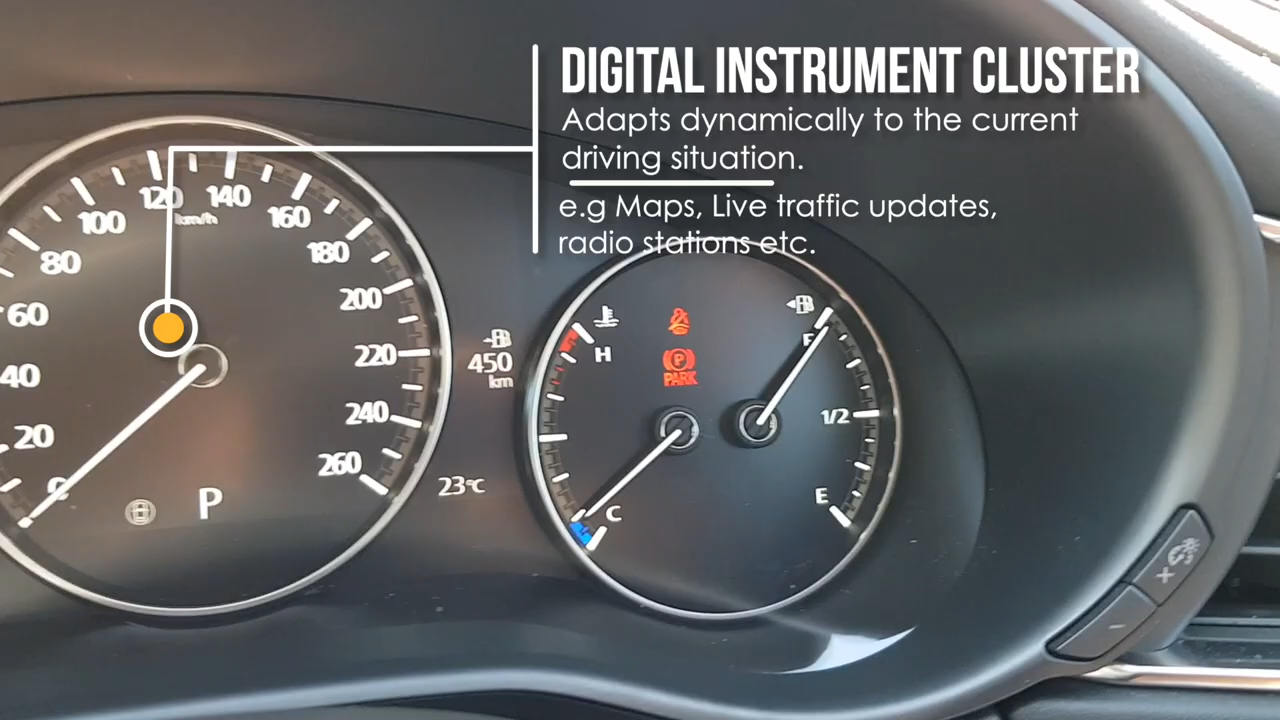 DIGITAL INSTRUMENT CLUSTER
Adapts dynamically to the current
driving situation.
e.g Maps, Live traffic updates,
radio stations etc.
0
20
40
60
80
100
120
140
160
180
200
220
240
260
km/h
P
450
km
23°C
H
C
PARK
F
1/2
E